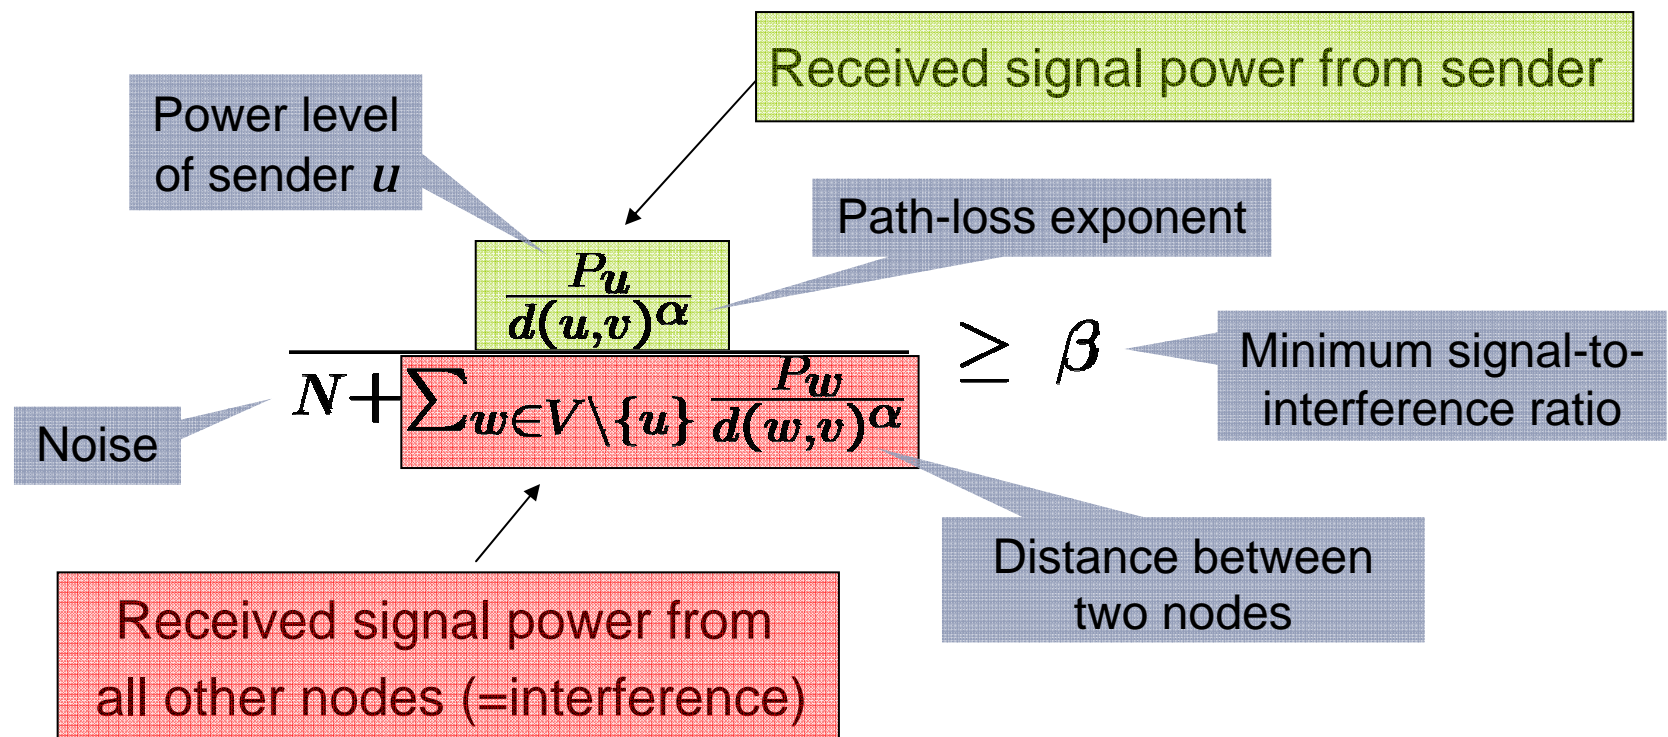 Received signal power from sender
Power level
of sender u
Path-loss exponent
P_u
d(u,v)^α
≥ β
N+∑_{w∈V\{u}} P_w
d(w,v)^α
Minimum signal-to-
interference ratio
Noise
Distance between
two nodes
Received signal power from
all other nodes (=interference)